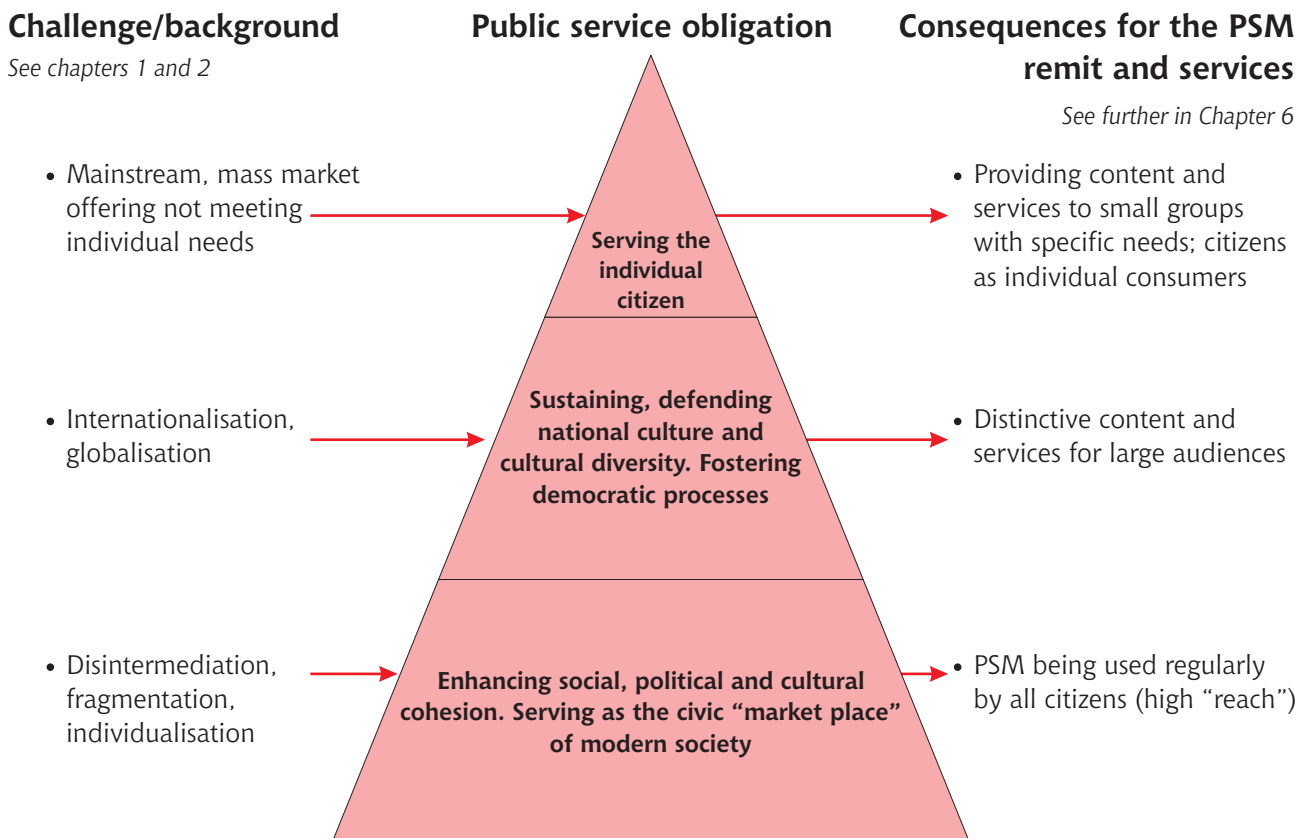 Challenge/background
See chapters 1 and 2
Public service obligation
Consequences for the PSM
remit and services
See further in Chapter 6
• Mainstream, mass market
offering not meeting
individual needs
Serving the
individual
citizen
• Providing content and
services to small groups
with specific needs; citizens
as individual consumers
• Internationalisation,
globalisation
Sustaining, defending
national culture and
cultural diversity. Fostering
democratic processes
• Distinctive content and
services for large audiences
• Disintermediation,
fragmentation,
individualisation
Enhancing social, political and cultural
cohesion. Serving as the civic “market place”
of modern society
• PSM being used regularly
by all citizens (high “reach”)